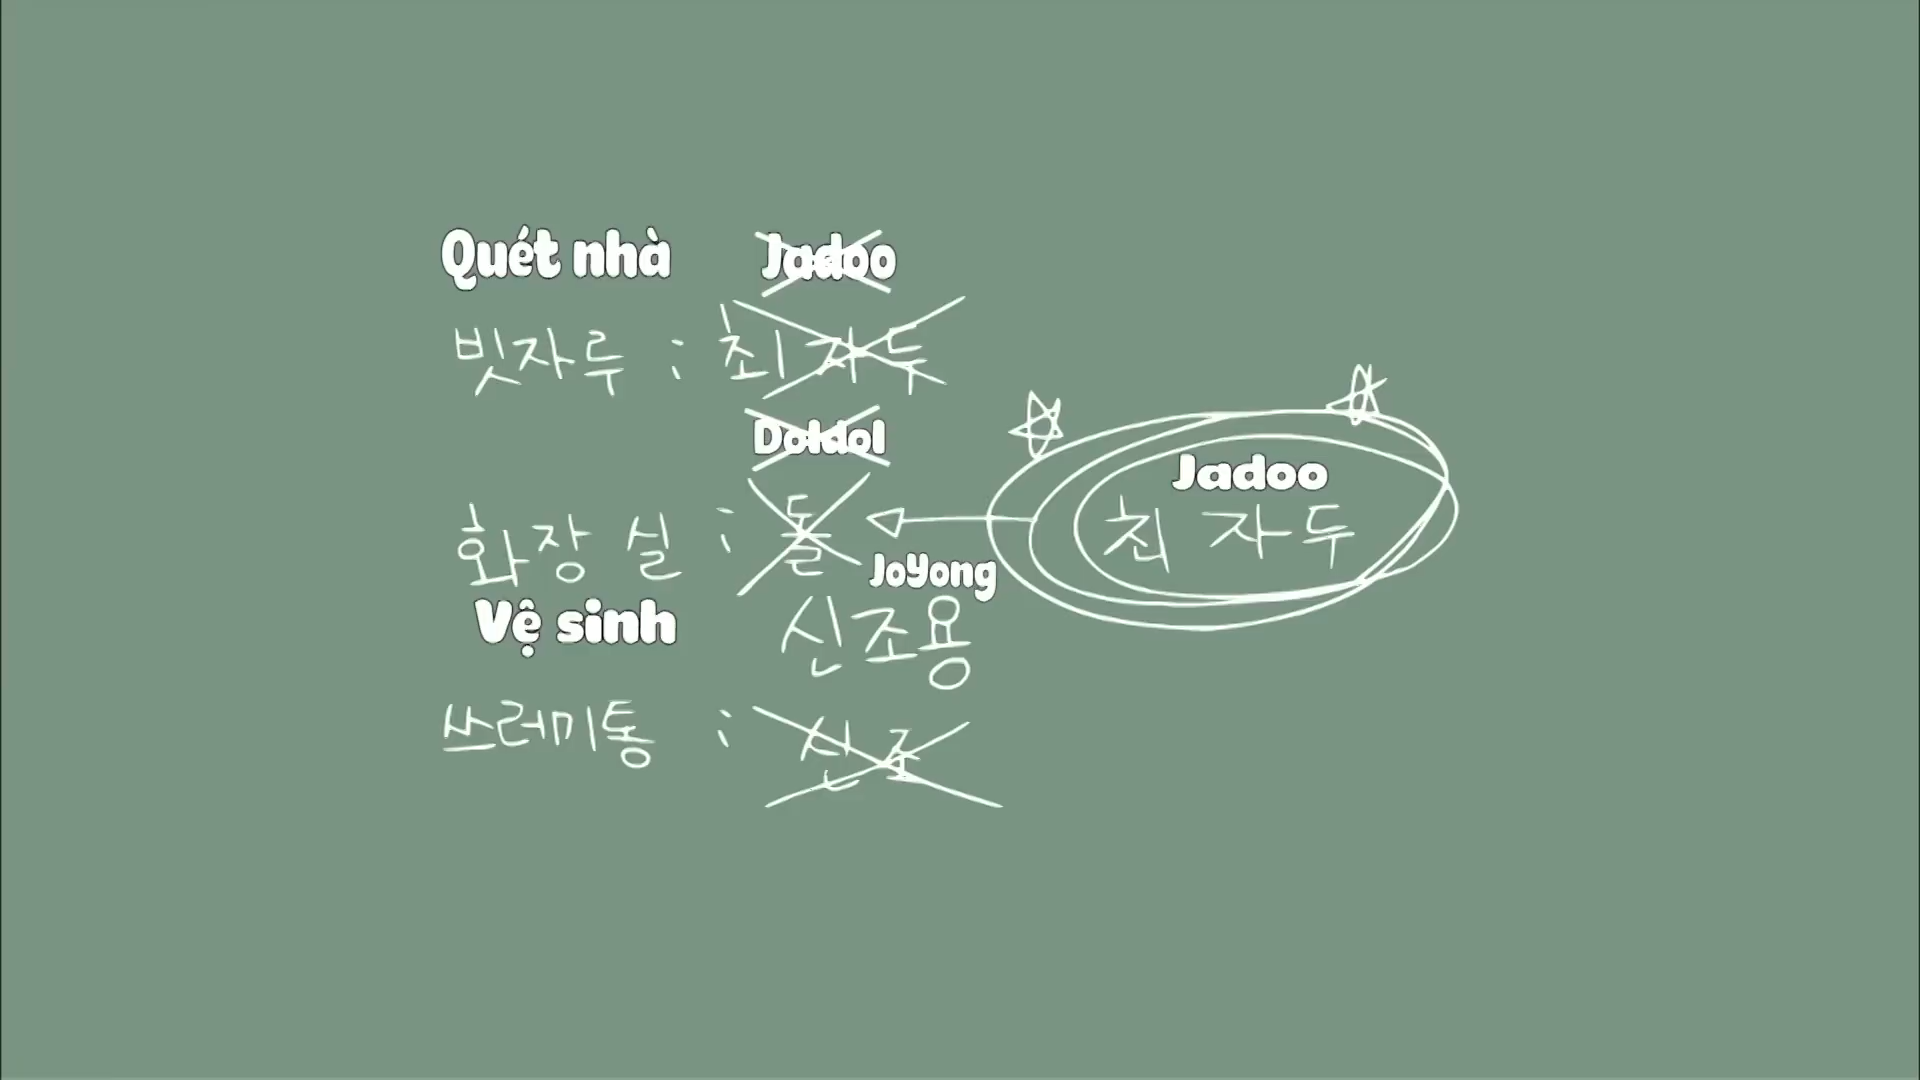 Quét nhà Jadoo
빗자루 : 최자두
Doldol
Jadoo
화장실 : 돌
최자두
JoYong
Vệ sinh
신조용
쓰레미통 : 신조